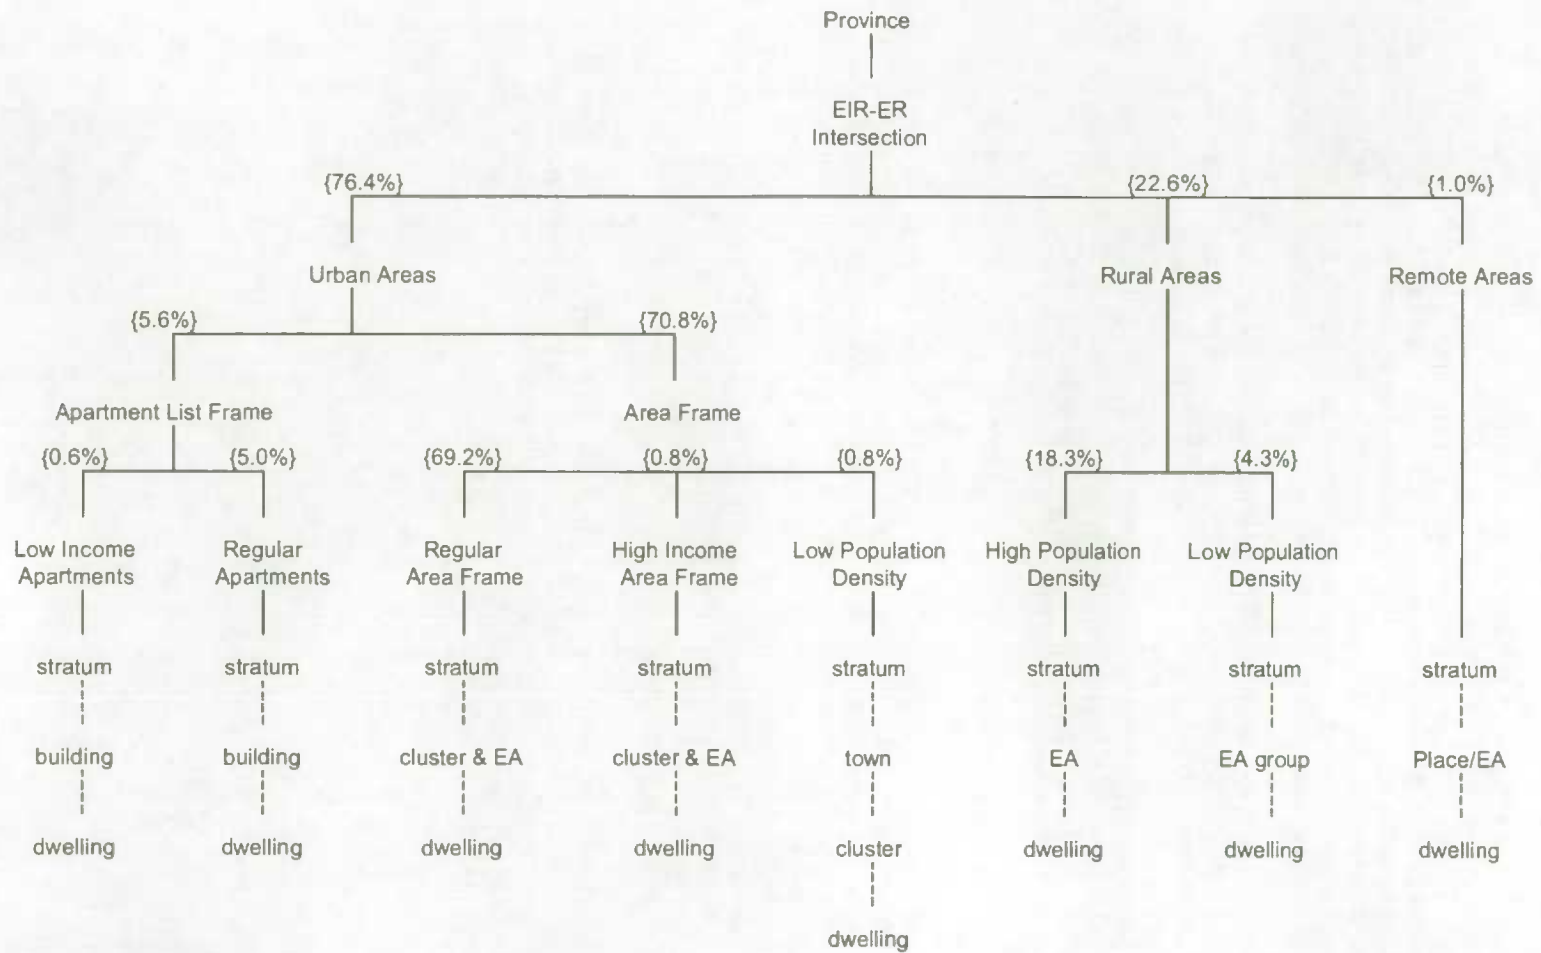 Province
EIR-ER
Intersection
{76.4%} {22.6%} {1.0%}
Urban Areas Rural Areas Remote Areas
{5.6%} {70.8%}
Apartment List Frame Area Frame
{0.6%} {5.0%} {69.2%} {0.8%} {0.8%} {18.3%} {4.3%}
Low Income Regular Regular High Income Low Population High Population Low Population
Apartments Apartments Area Frame Area Frame Density Density Density
stratum stratum stratum stratum stratum stratum stratum stratum
building building cluster & EA cluster & EA town EA EA group Place/EA
dwelling dwelling dwelling dwelling cluster dwelling dwelling dwelling
dwelling